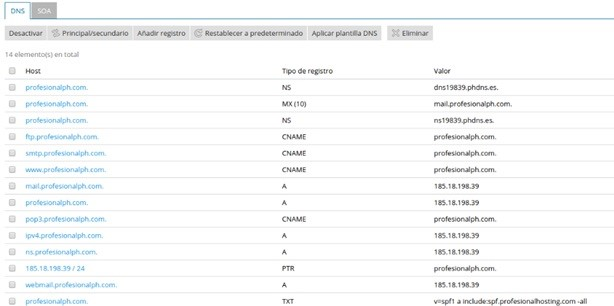 DNS SOA
Desactivar Principal/secundario Añadir registro Restablecer a predeterminado Aplicar plantilla DNS Eliminar
14 elemento(s) en total
Host Tipo de registro Valor
profesionalph.com. NS dns19839.phdns.es.
profesionalph.com. MX (10) mail.profesionalph.com.
profesionalph.com. NS ns19839.phdns.es.
ftp.profesionalph.com. CNAME profesionalph.com.
smtp.profesionalph.com. CNAME profesionalph.com.
www.profesionalph.com. CNAME profesionalph.com.
mail.profesionalph.com. A 185.18.198.39
profesionalph.com. A 185.18.198.39
pop3.profesionalph.com. CNAME profesionalph.com.
ipv4.profesionalph.com. A 185.18.198.39
ns.profesionalph.com. A 185.18.198.39
185.18.198.39 / 24 PTR profesionalph.com.
webmail.profesionalph.com. A 185.18.198.39
profesionalph.com. TXT v=spf1 a include:spf.profesionalhosting.com -all